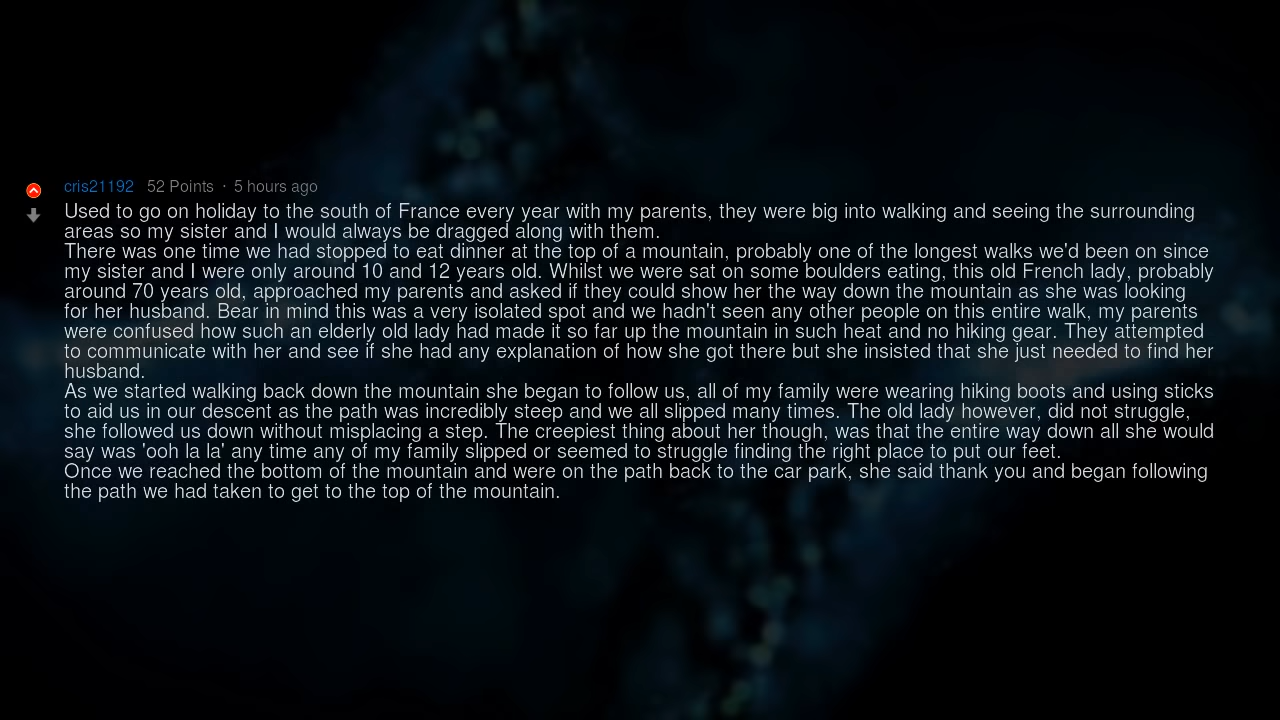 cris21192 52 Points · 5 hours ago
Used to go on holiday to the south of France every year with my parents, they were big into walking and seeing the surrounding
areas so my sister and I would always be dragged along with them.
There was one time we had stopped to eat dinner at the top of a mountain, probably one of the longest walks we'd been on since
my sister and I were only around 10 and 12 years old. Whilst we were sat on some boulders eating, this old French lady, probably
around 70 years old, approached my parents and asked if they could show her the way down the mountain as she was looking
for her husband. Bear in mind this was a very isolated spot and we hadn't seen any other people on this entire walk, my parents
were confused how such an elderly old lady had made it so far up the mountain in such heat and no hiking gear. They attempted
to communicate with her and see if she had any explanation of how she got there but she insisted that she just needed to find her
husband.
As we started walking back down the mountain she began to follow us, all of my family were wearing hiking boots and using sticks
to aid us in our descent as the path was incredibly steep and we all slipped many times. The old lady however, did not struggle,
she followed us down without misplacing a step. The creepiest thing about her though, was that the entire way down all she would
say was 'ooh la la' any time any of my family slipped or seemed to struggle finding the right place to put our feet.
Once we reached the bottom of the mountain and were on the path back to the car park, she said thank you and began following
the path we had taken to get to the top of the mountain.